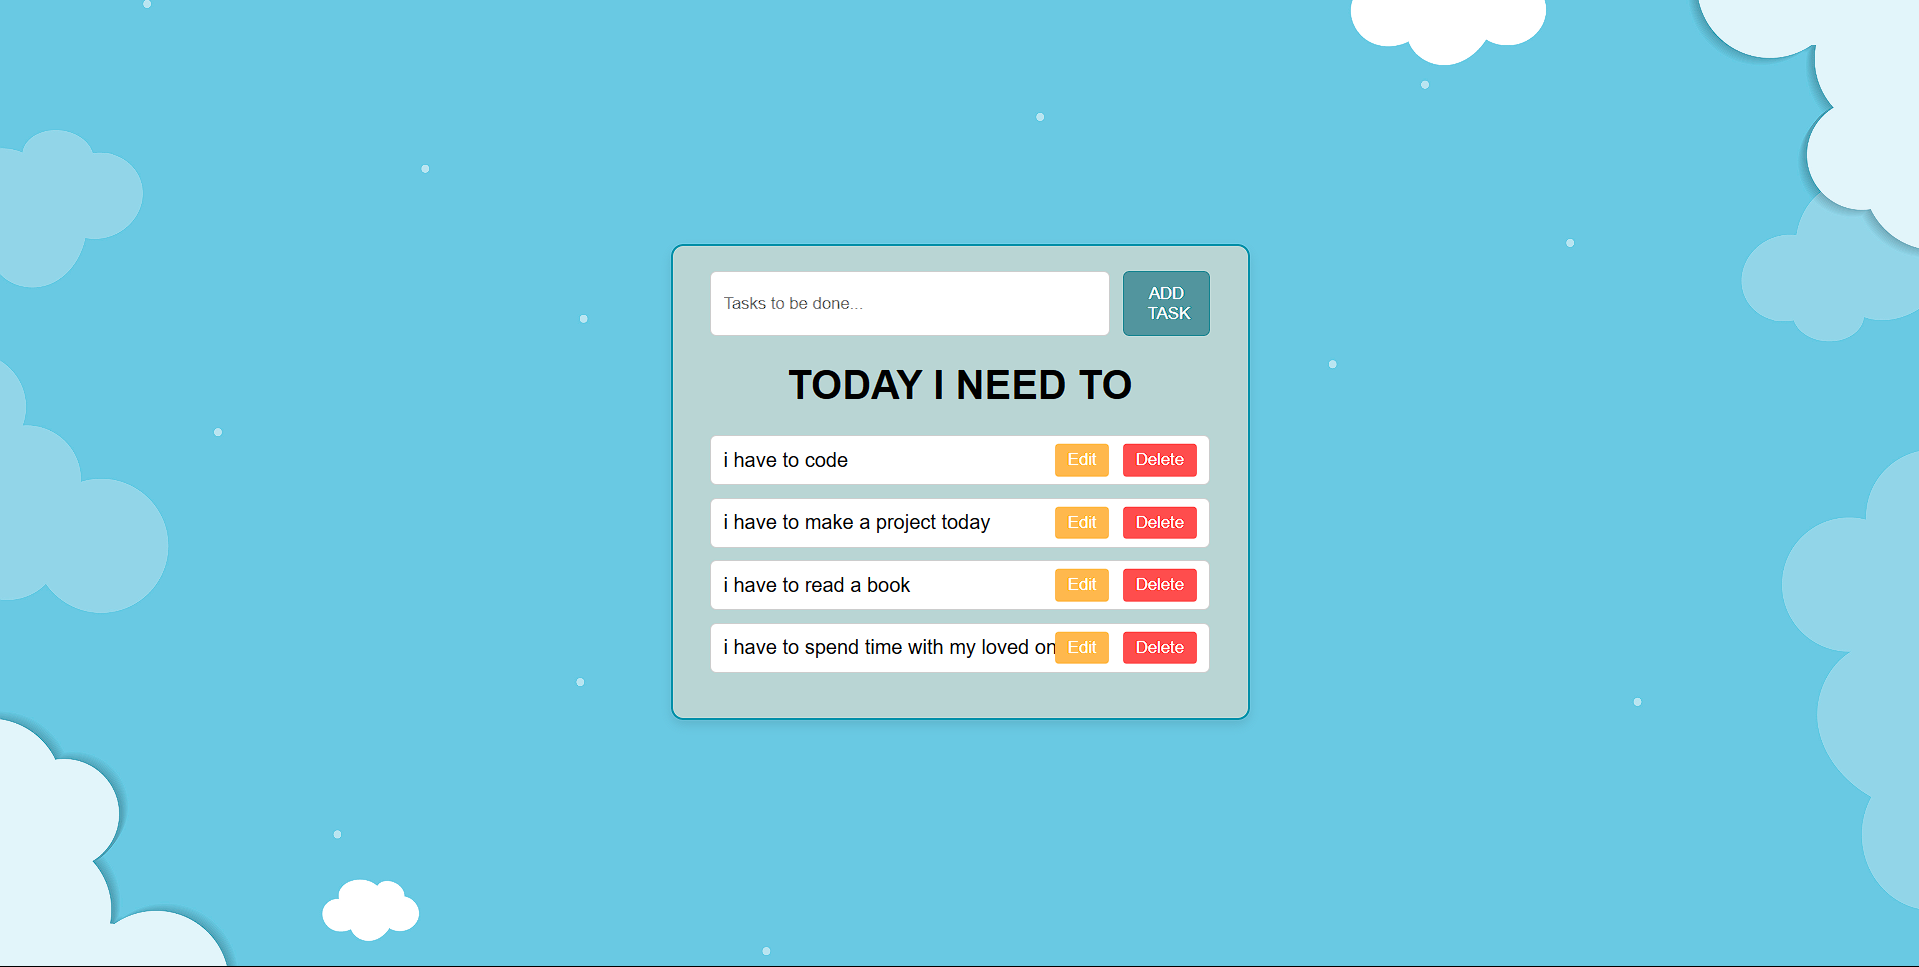 Tasks to be done...
ADD
TASK
TODAY I NEED TO
i have to code Edit Delete
i have to make a project today Edit Delete
i have to read a book Edit Delete
i have to spend time with my loved on Edit Delete